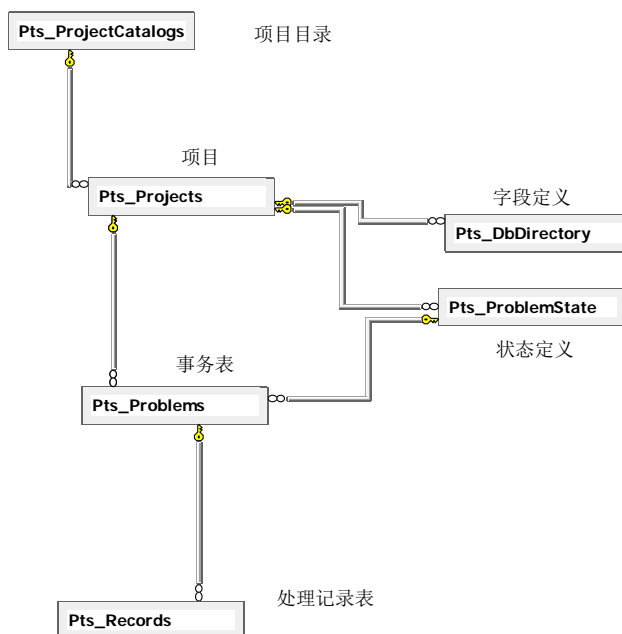 Pts_ProjectCatalogs
项目目录
项目
Pts_Projects
字段定义
Pts_DbDirectory
Pts_ProblemState
状态定义
事务表
Pts_Problems
处理记录表
Pts_Records